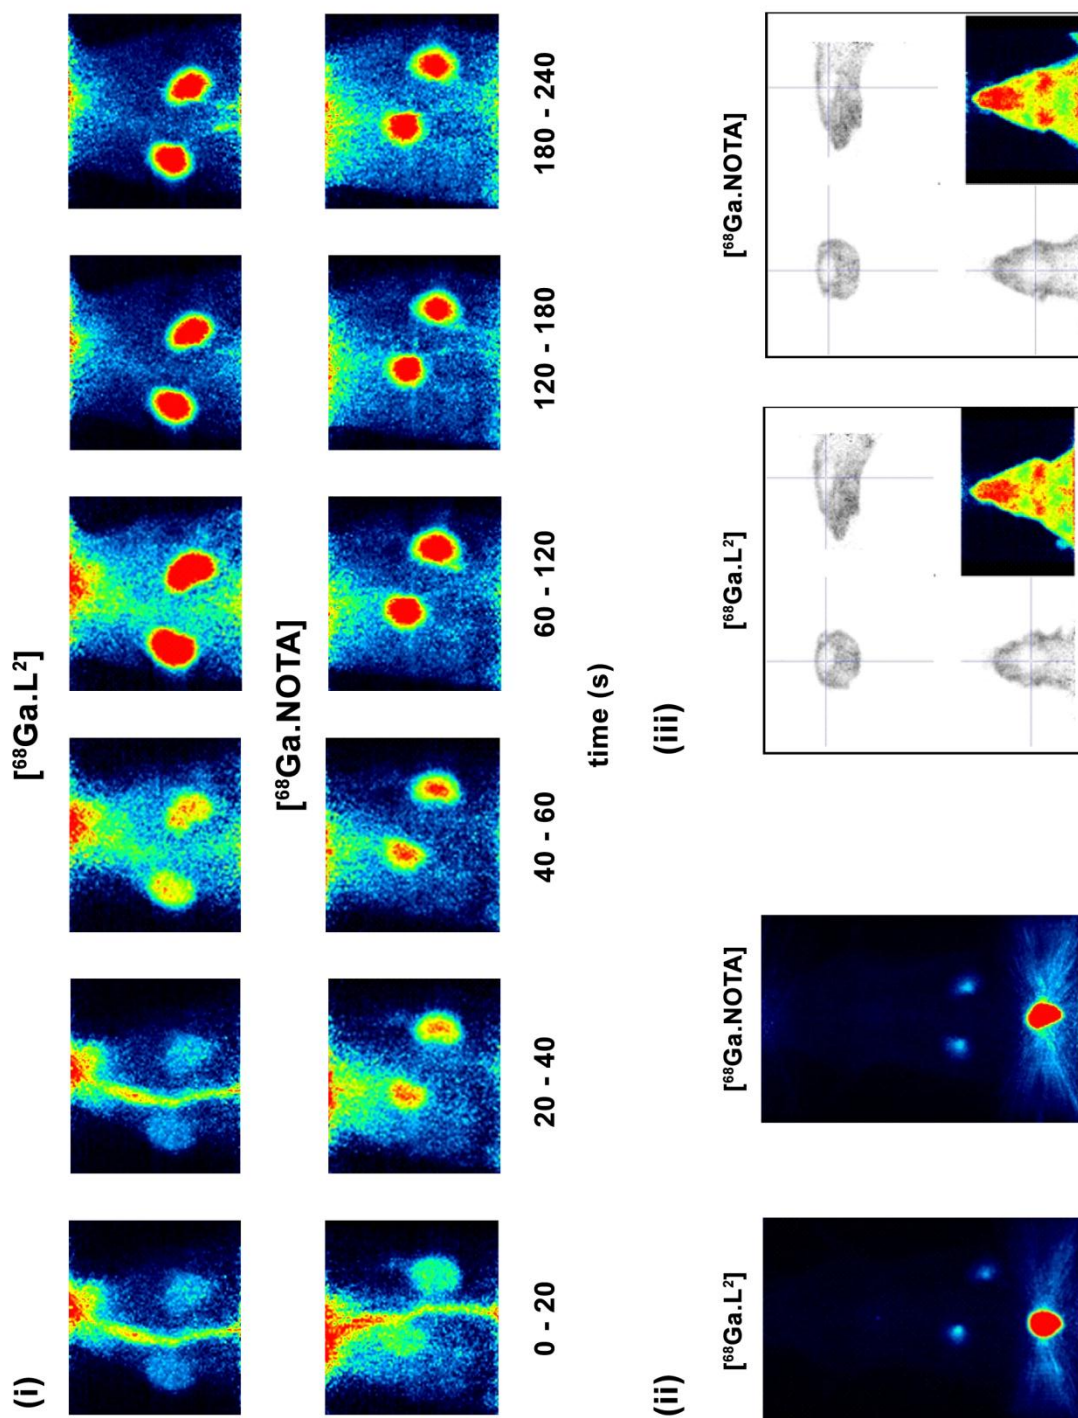 (i)
[⁶⁸Ga.L²]
[⁶⁸Ga.NOTA]
0 - 20 20 - 40 40 - 60 60 - 120 120 - 180 180 - 240
time (s)
(ii)
[⁶⁸Ga.L²] [⁶⁸Ga.NOTA]
(iii)
[⁶⁸Ga.L²] [⁶⁸Ga.NOTA]